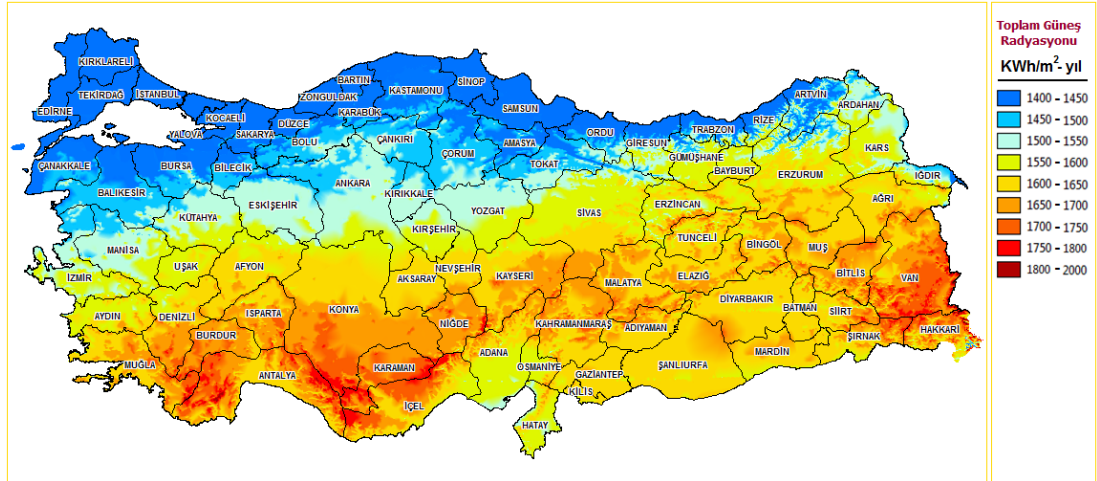 Toplam Güneş
Radyasyonu
KWh/m²- yıl
1400 - 1450
1450 - 1500
1500 - 1550
1550 - 1600
1600 - 1650
1650 - 1700
1700 - 1750
1750 - 1800
1800 - 2000
KIRKLARELİ
TEKİRDAĞ
İSTANBUL
EDİRNE
KOCAELİ
YALOVA
SAKARYA
DÜZCE
ZONGULDAK
BARTIN
KARABÜK
KASTAMONU
SİNOP
SAMSUN
BOLU
ÇANKIRI
ÇORUM
AMASYA
TOKAT
ORDU
GİRESUN
TRABZON
RİZE
ARTVİN
ARDAHAN
KARS
GÜMÜŞHANE
BAYBURT
ERZURUM
IĞDIR
ÇANAKKALE
BURSA
BİLECİK
BALIKESİR
KÜTAHYA
ESKİŞEHİR
ANKARA
KIRIKKALE
YOZGAT
SİVAS
ERZİNCAN
AĞRI
KIRŞEHİR
TUNCELİ
BİNGÖL
MUŞ
MANİSA
İZMİR
UŞAK
AFYON
AKSARAY
NEVŞEHİR
KAYSERİ
MALATYA
ELAZIĞ
BİTLİS
VAN
DİYARBAKIR
BATMAN
SİİRT
AYDIN
DENİZLİ
ISPARTA
KONYA
NİĞDE
KAHRAMANMARAŞ
ADIYAMAN
ŞIRNAK
HAKKARİ
BURDUR
MARDİN
MUĞLA
ANTALYA
KARAMAN
ADANA
OSMANİYE
GAZİANTEP
ŞANLIURFA
KİLİS
İÇEL
HATAY